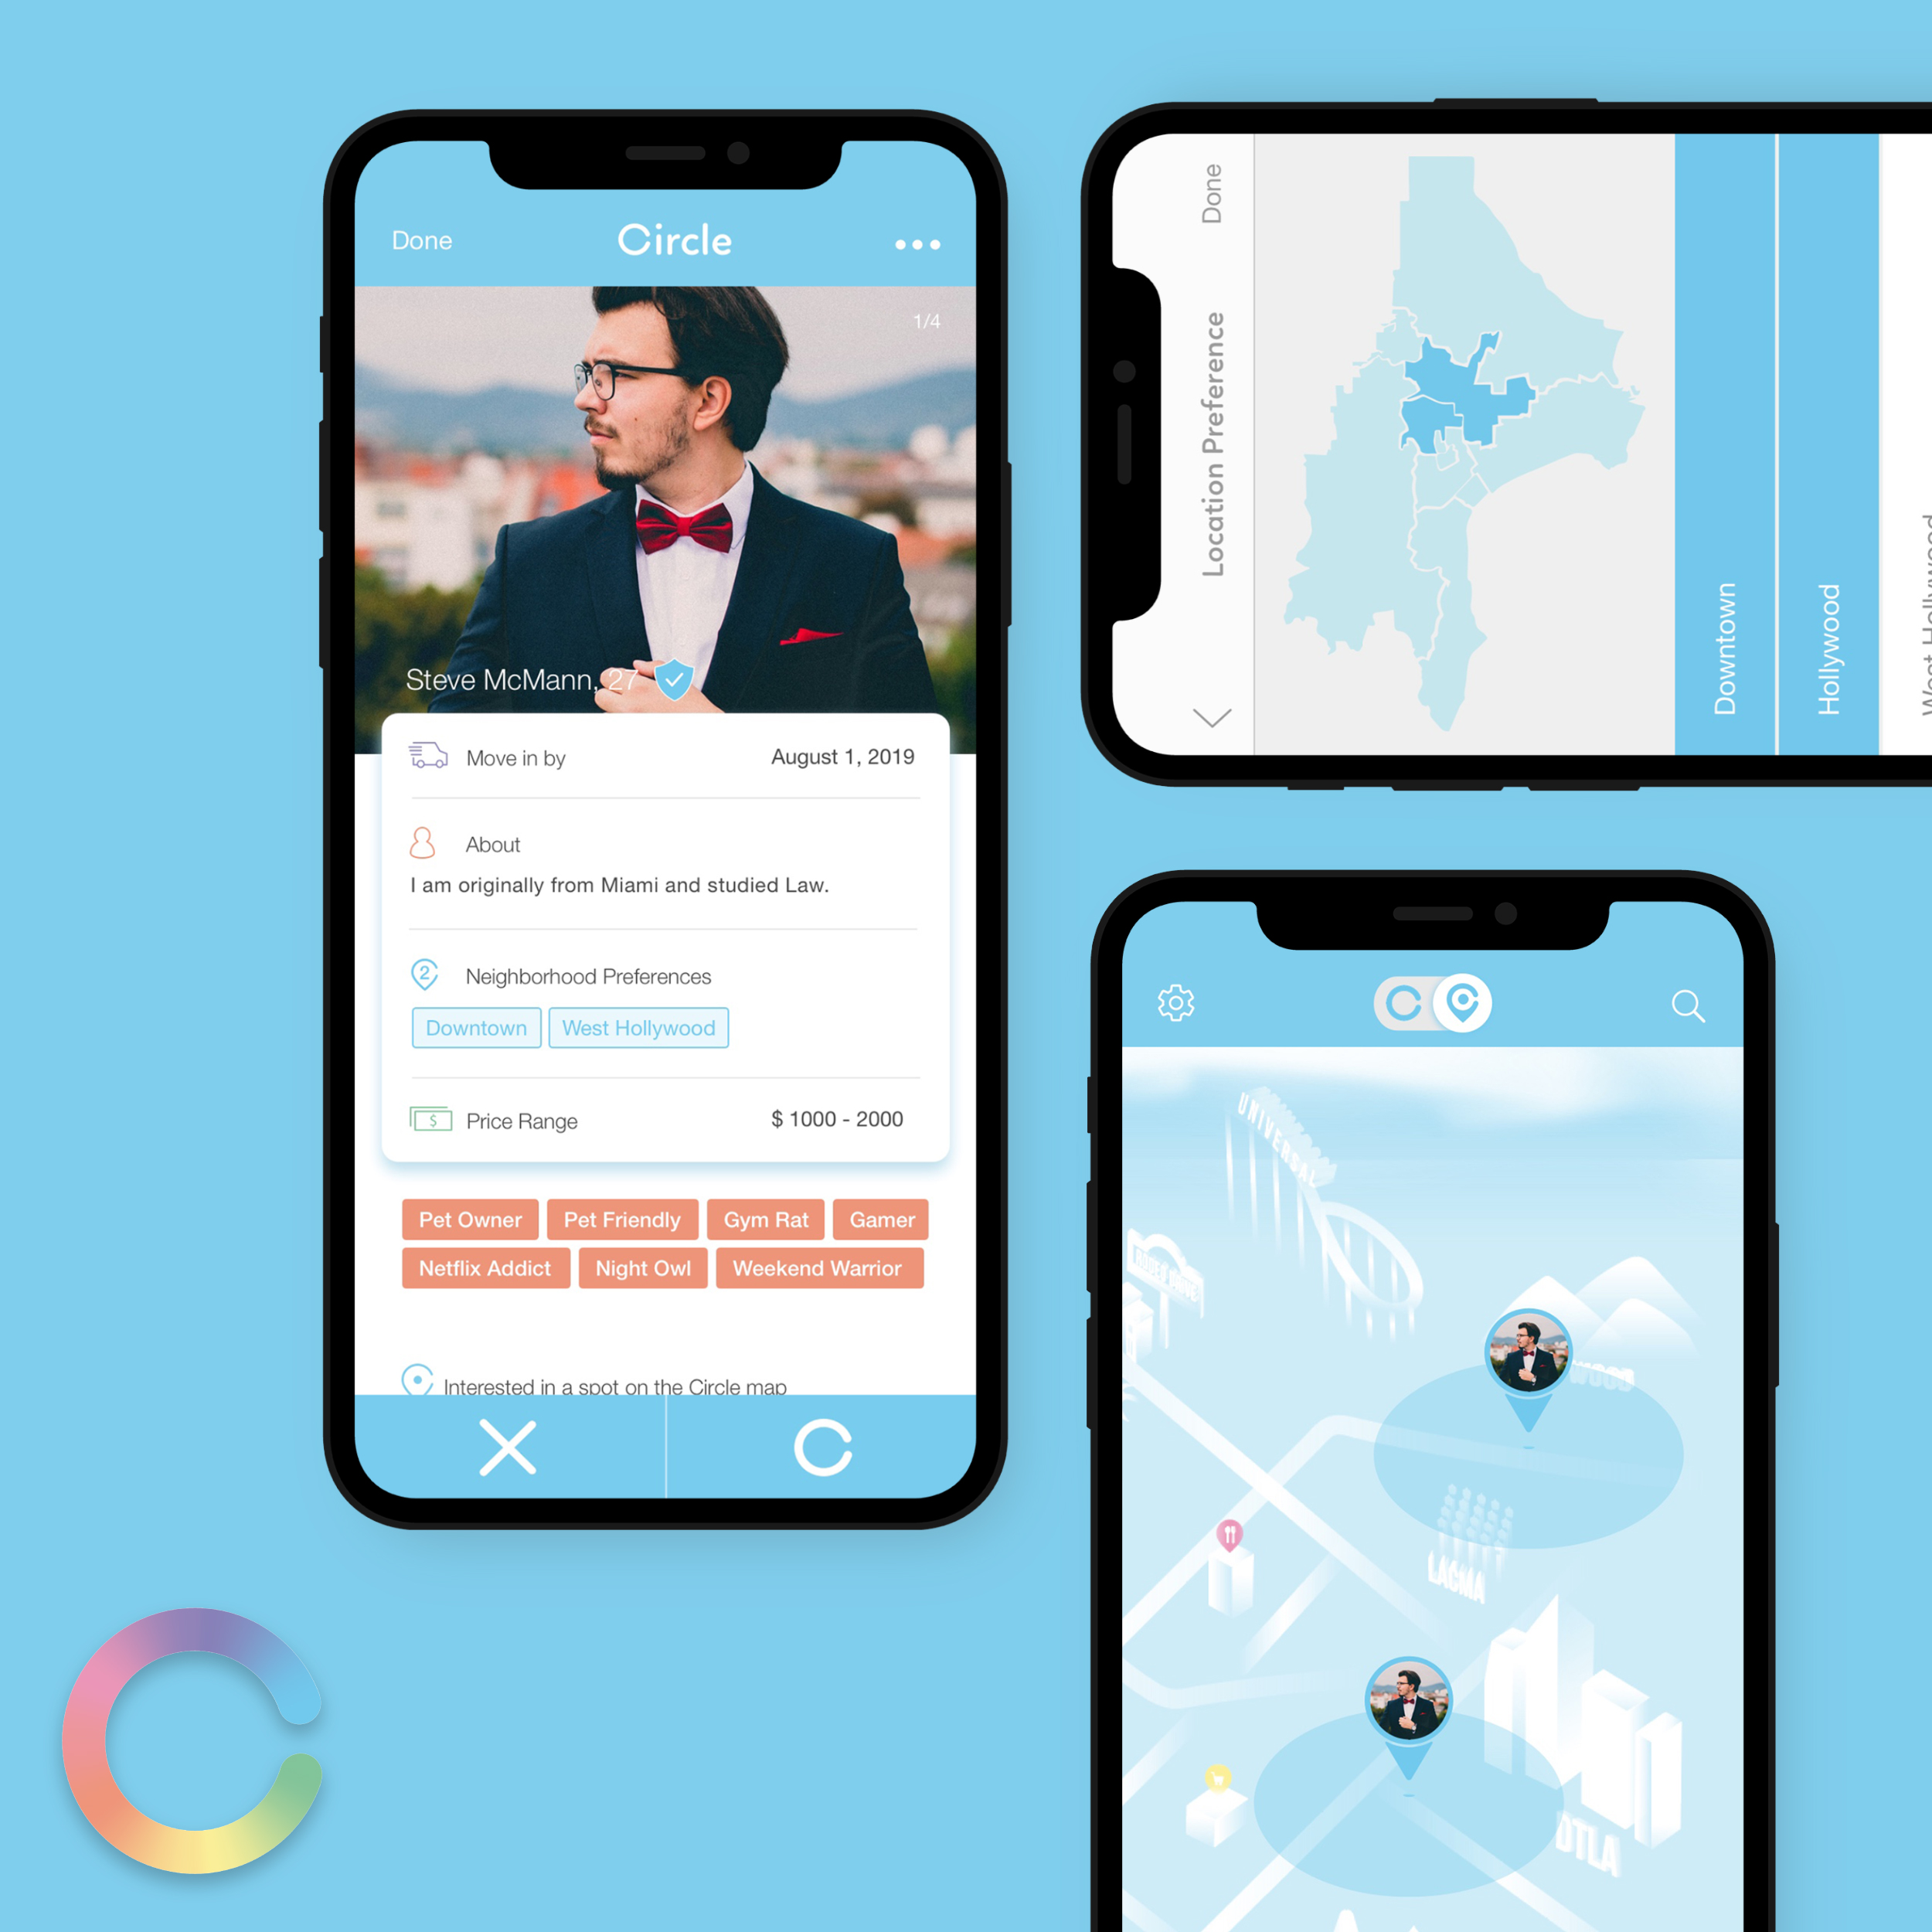 Done
Circle
1/4
Steve McMann, 27
Move in by
August 1, 2019
About
I am originally from Miami and studied Law.
2
Neighborhood Preferences
Downtown
West Hollywood
$
Price Range
$ 1000 - 2000
Pet Owner
Pet Friendly
Gym Rat
Gamer
Netflix Addict
Night Owl
Weekend Warrior
Interested in a spot on the Circle map
Location Preference
Done
Downtown
Hollywood
West Hollywood
UNIVERSAL
RODEO DRIVE
WOOD
LACMA
DTLA